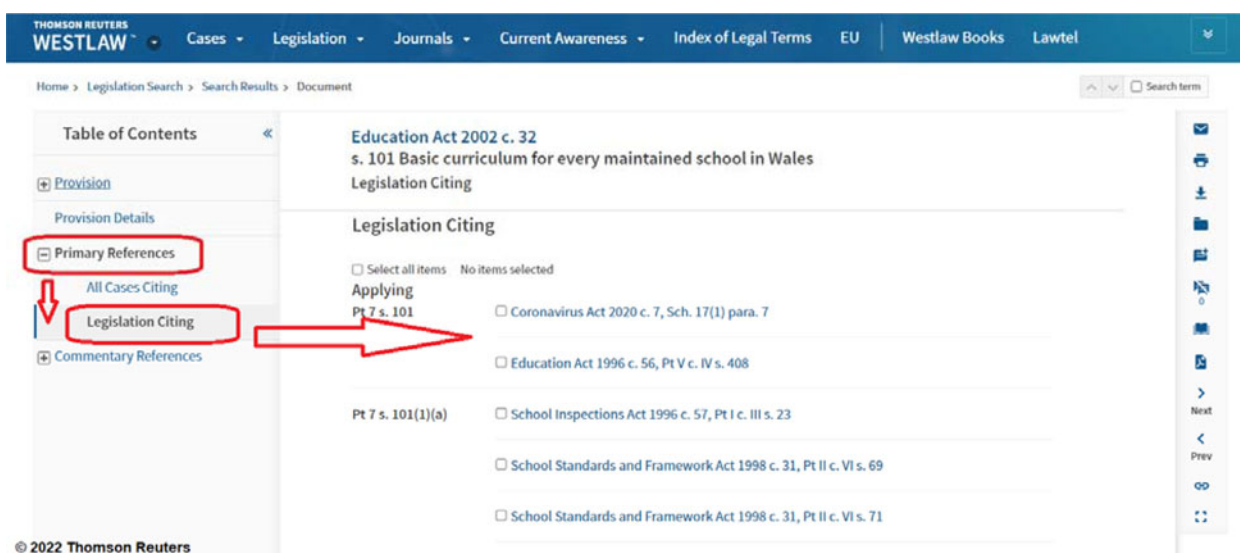 THOMSON REUTERS
WESTLAW™ Cases Legislation Journals Current Awareness Index of Legal Terms EU Westlaw Books Lawtel
Home > Legislation Search > Search Results > Document
Search term
Table of Contents «
Provision
Provision Details
Primary References
All Cases Citing
Legislation Citing
Commentary References
Education Act 2002 c. 32
s. 101 Basic curriculum for every maintained school in Wales
Legislation Citing
Legislation Citing
Select all items No items selected
Applying
Pt 7 s. 101 Coronavirus Act 2020 c. 7, Sch. 17(1) para. 7
Education Act 1996 c. 56, Pt V c. IV s. 408
Pt 7 s. 101(1)(a) School Inspections Act 1996 c. 57, Pt I c. III s. 23
School Standards and Framework Act 1998 c. 31, Pt II c. VI s. 69
School Standards and Framework Act 1998 c. 31, Pt II c. VI s. 71
0
Next
Prev
© 2022 Thomson Reuters